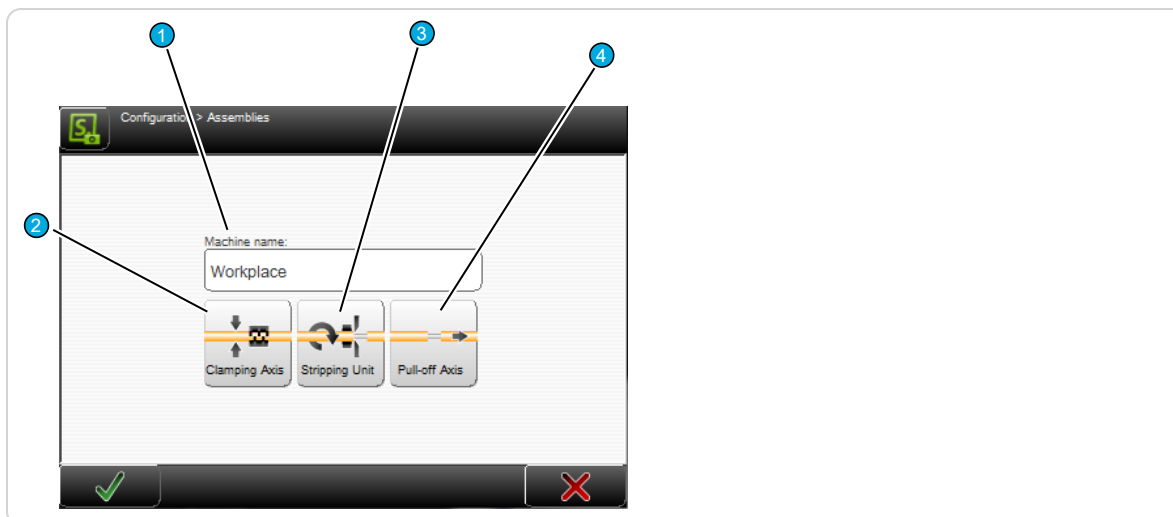 1
3
4
Configuration > Assemblies
2
Machine name:
Workplace
Clamping Axis
Stripping Unit
Pull-off Axis